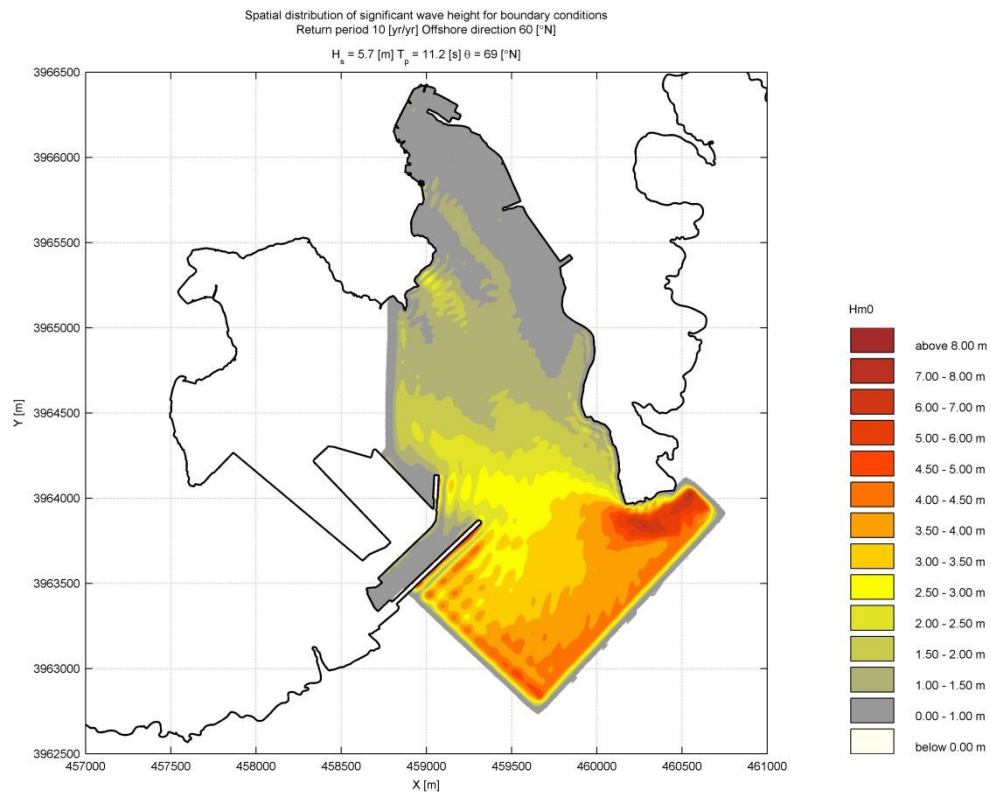 Spatial distribution of significant wave height for boundary conditions
Return period 10 [yr/yr] Offshore direction 60 [°N]
H_s = 5.7 [m] T_p = 11.2 [s] θ = 69 [°N]
3966500
3966000
3965500
3965000
3964500
3964000
3963500
3963000
3962500
Y [m]
457000 457500 458000 458500 459000 459500 460000 460500 461000
X [m]
Hm0
above 8.00 m
7.00 - 8.00 m
6.00 - 7.00 m
5.00 - 6.00 m
4.50 - 5.00 m
4.00 - 4.50 m
3.50 - 4.00 m
3.00 - 3.50 m
2.50 - 3.00 m
2.00 - 2.50 m
1.50 - 2.00 m
1.00 - 1.50 m
0.00 - 1.00 m
below 0.00 m